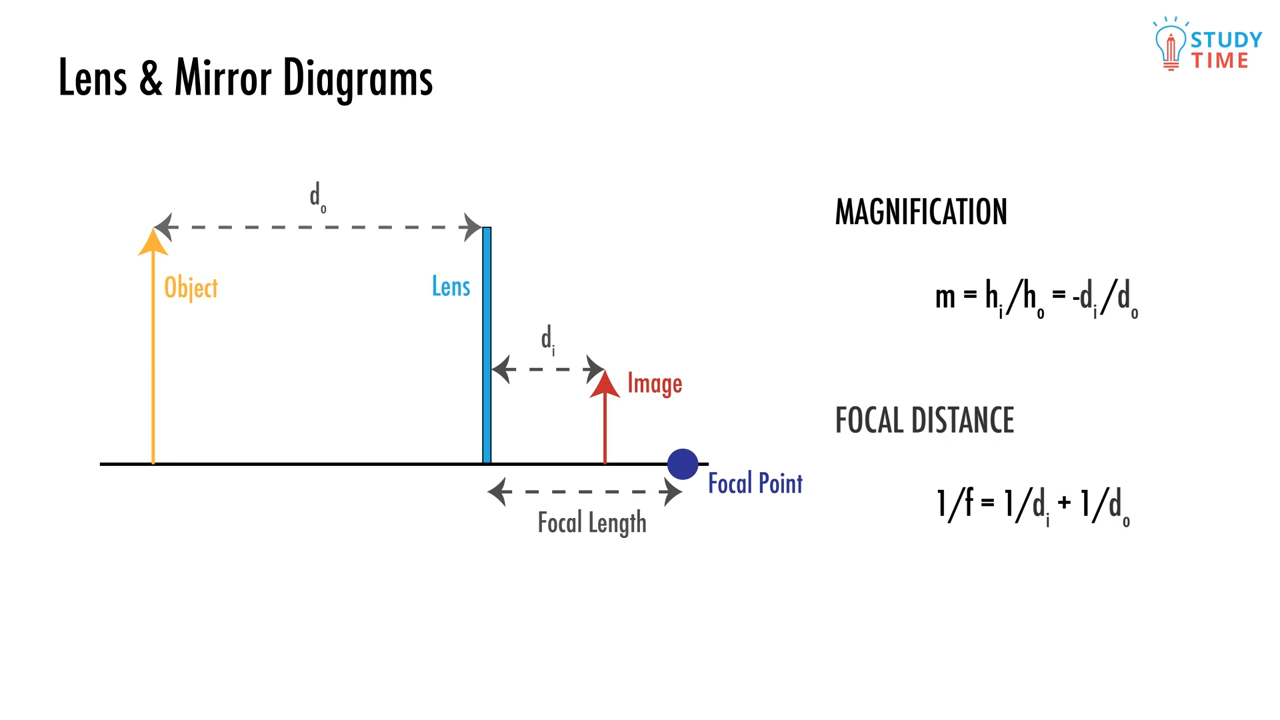 STUDY
TIME
Lens & Mirror Diagrams
dₒ
Object
Lens
dᵢ
Image
Focal Point
Focal Length
MAGNIFICATION
m = hᵢ/hₒ = -dᵢ/dₒ
FOCAL DISTANCE
1/f = 1/dᵢ + 1/dₒ